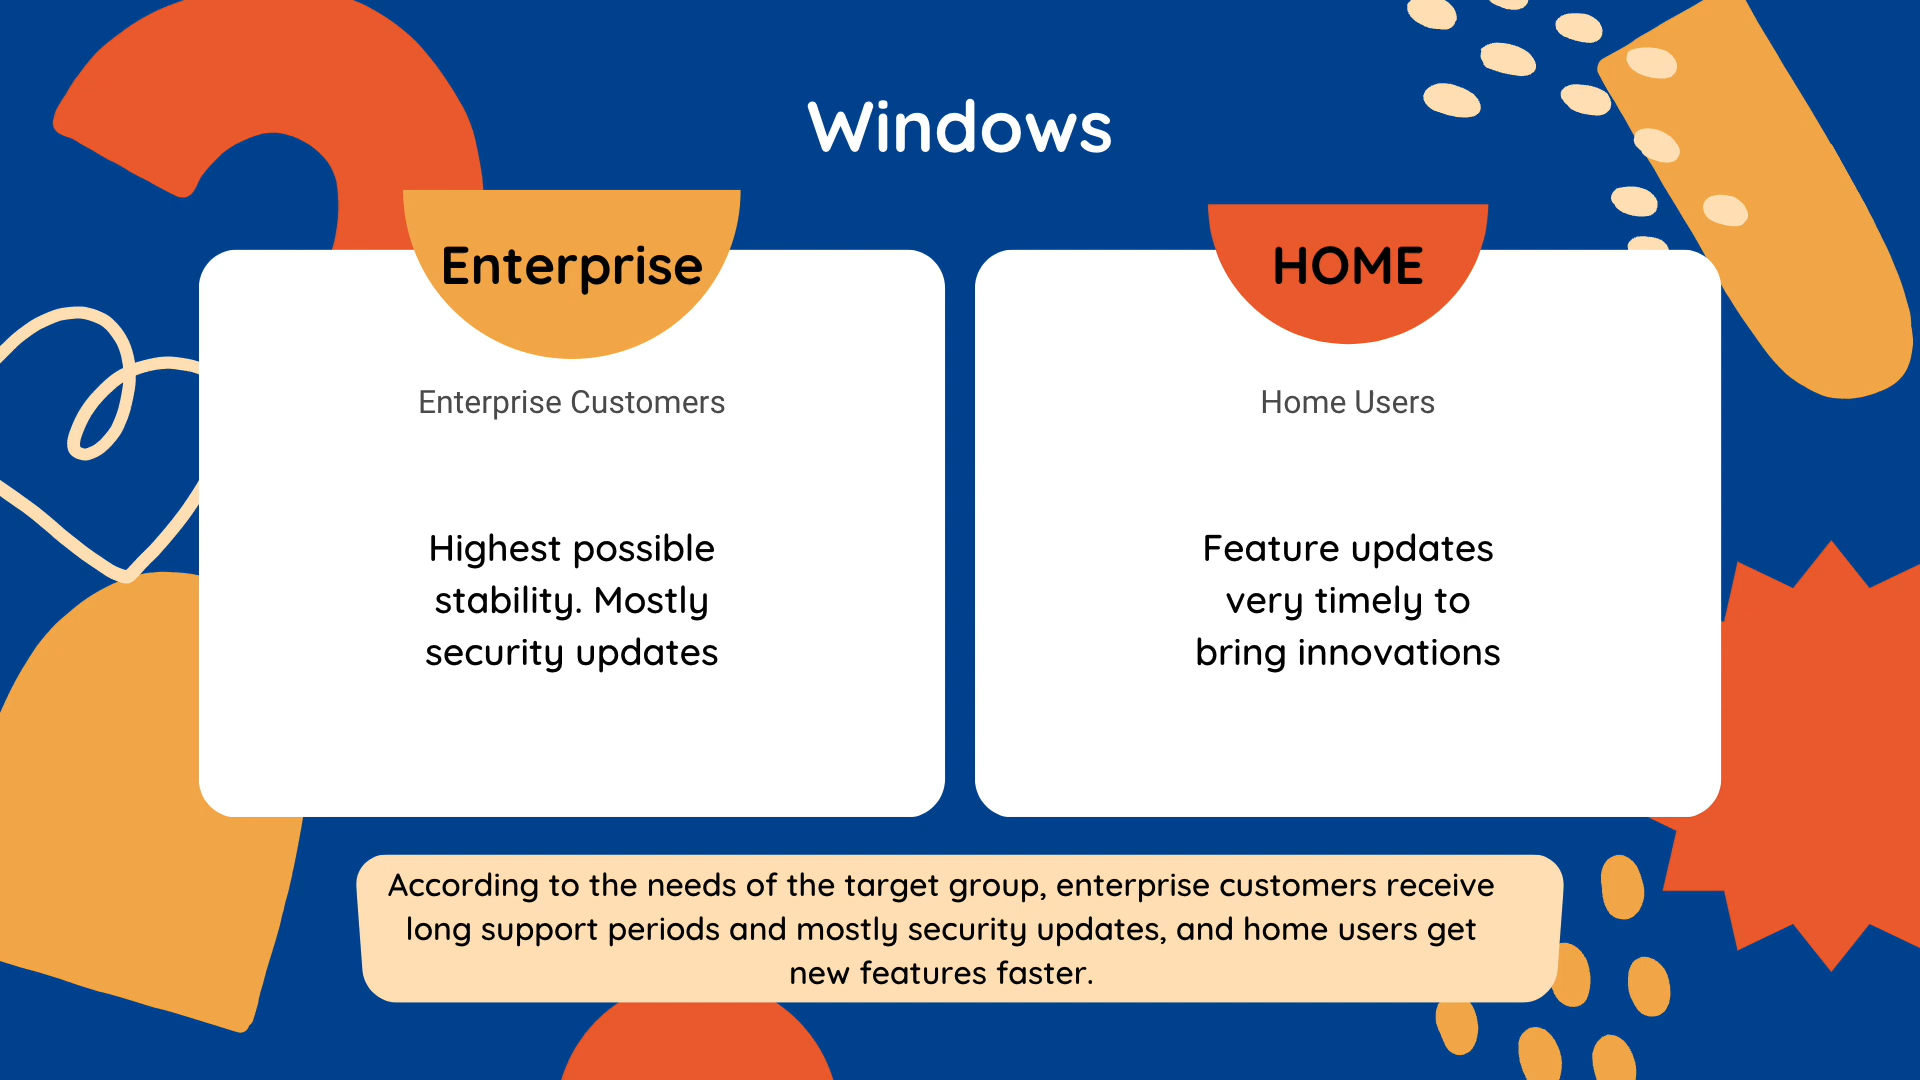 Windows
Enterprise
Enterprise Customers
Highest possible
stability. Mostly
security updates
HOME
Home Users
Feature updates
very timely to
bring innovations
According to the needs of the target group, enterprise customers receive
long support periods and mostly security updates, and home users get
new features faster.